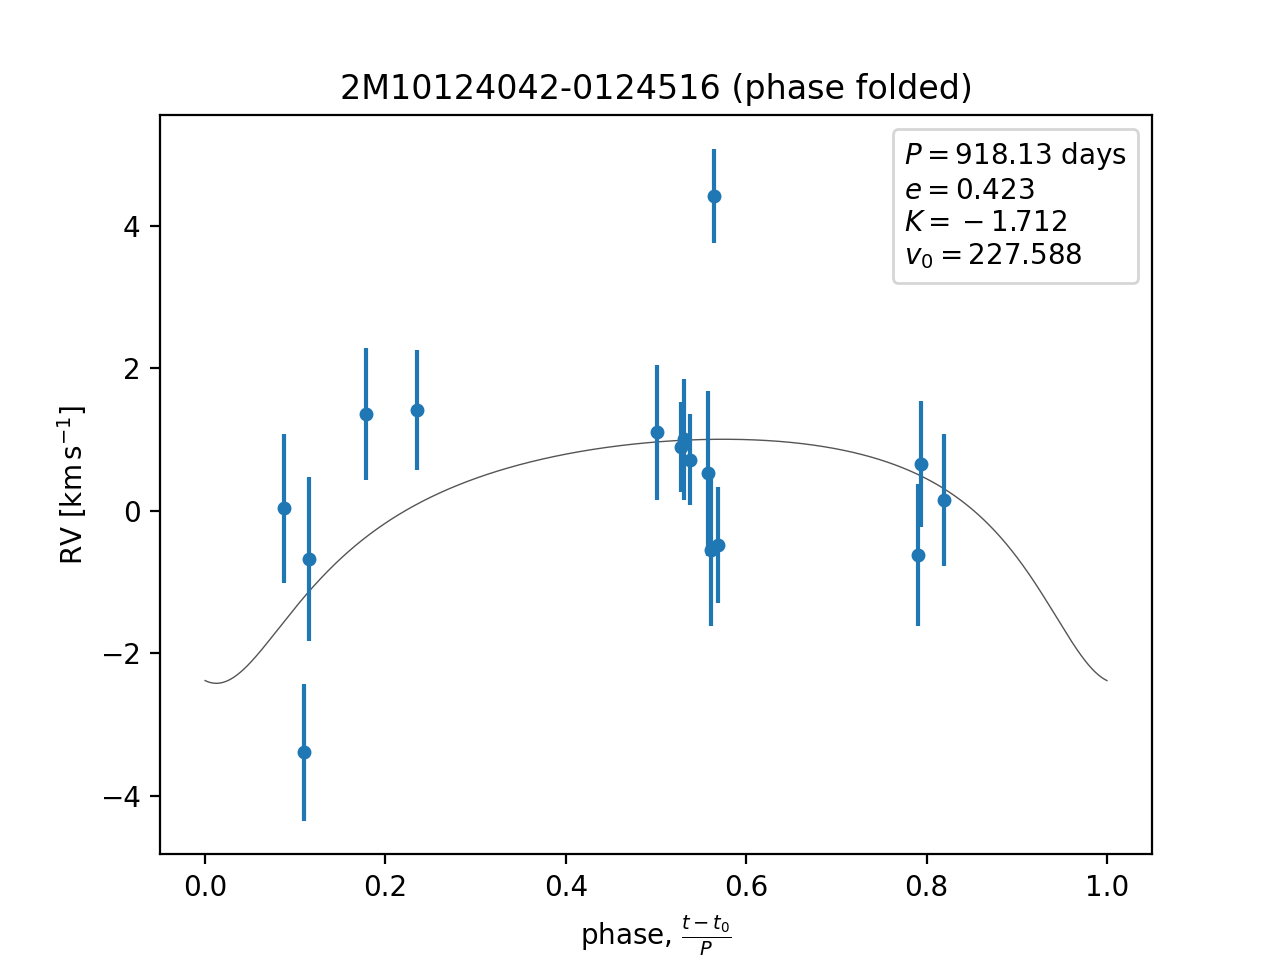 2M10124042-0124516 (phase folded)
P = 918.13 days
e = 0.423
K = − 1.712
v₀ = 227.588
4
2
0
−2
−4
RV [km s⁻¹]
0.0 0.2 0.4 0.6 0.8 1.0
phase, (t − t₀)/P